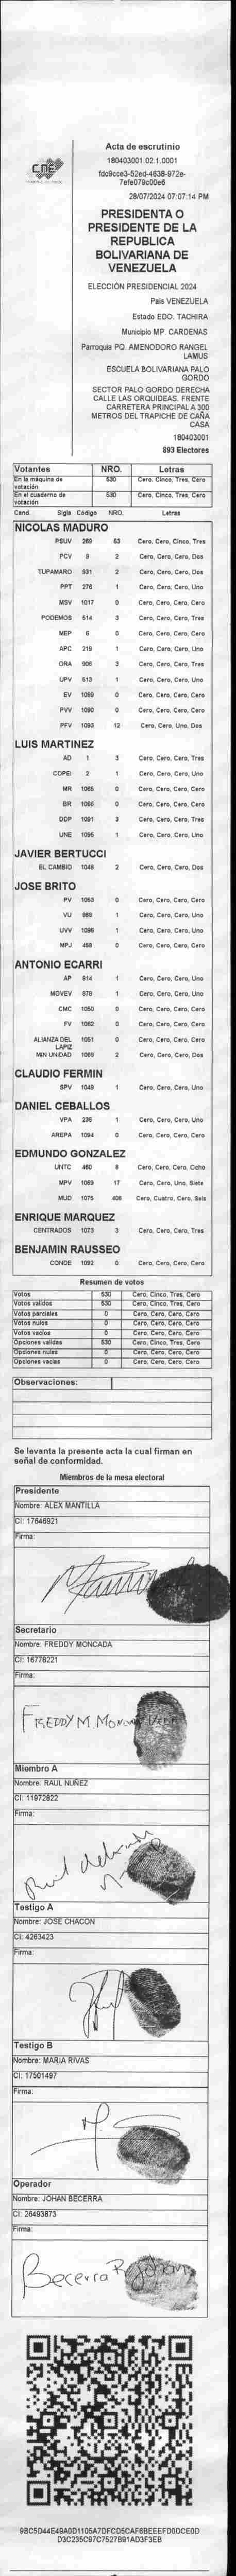 Acta de escrutinio
CNE
180403001.02.1.0001
fdc9cce3-52ed-4638-972e-
7efe079c00e6
28/07/2024 07:07:14 PM
PRESIDENTA O
PRESIDENTE DE LA
REPUBLICA
BOLIVARIANA DE
VENEZUELA
ELECCIÓN PRESIDENCIAL 2024
País VENEZUELA
Estado EDO. TACHIRA
Municipio MP. CARDENAS
Parroquia PQ. AMENODORO RANGEL
LAMUS
ESCUELA BOLIVARIANA PALO
GORDO
SECTOR PALO GORDO DERECHA
CALLE LAS ORQUIDEAS. FRENTE
CARRETERA PRINCIPAL A 300
METROS DEL TRAPICHE DE CAÑA
CASA
180403001
893 Electores
Votantes NRO. Letras
En la máquina de votación 530 Cero, Cinco, Tres, Cero
En el cuaderno de votación 530 Cero, Cinco, Tres, Cero
Cand. Sigla Código NRO. Letras
NICOLAS MADURO
PSUV 269 53 Cero, Cero, Cinco, Tres
PCV 9 2 Cero, Cero, Cero, Dos
TUPAMARO 931 2 Cero, Cero, Cero, Dos
PPT 276 1 Cero, Cero, Cero, Uno
MSV 1017 0 Cero, Cero, Cero, Cero
PODEMOS 514 3 Cero, Cero, Cero, Tres
MEP 6 0 Cero, Cero, Cero, Cero
APC 219 1 Cero, Cero, Cero, Uno
ORA 906 3 Cero, Cero, Cero, Tres
UPV 513 1 Cero, Cero, Cero, Uno
EV 1089 0 Cero, Cero, Cero, Cero
PVV 1090 0 Cero, Cero, Cero, Cero
PFV 1093 12 Cero, Cero, Uno, Dos
LUIS MARTINEZ
AD 1 3 Cero, Cero, Cero, Tres
COPEI 2 1 Cero, Cero, Cero, Uno
MR 1065 0 Cero, Cero, Cero, Cero
BR 1066 0 Cero, Cero, Cero, Cero
DDP 1091 3 Cero, Cero, Cero, Tres
UNE 1095 1 Cero, Cero, Cero, Uno
JAVIER BERTUCCI
EL CAMBIO 1048 2 Cero, Cero, Cero, Dos
JOSE BRITO
PV 1053 0 Cero, Cero, Cero, Cero
VU 969 1 Cero, Cero, Cero, Uno
UVV 1096 1 Cero, Cero, Cero, Uno
MPJ 458 0 Cero, Cero, Cero, Cero
ANTONIO ECARRI
AP 914 1 Cero, Cero, Cero, Uno
MOVEV 878 1 Cero, Cero, Cero, Uno
CMC 1050 0 Cero, Cero, Cero, Cero
FV 1062 0 Cero, Cero, Cero, Cero
ALIANZA DEL LAPIZ 1051 0 Cero, Cero, Cero, Cero
MIN UNIDAD 1088 2 Cero, Cero, Cero, Dos
CLAUDIO FERMIN
SPV 1049 1 Cero, Cero, Cero, Uno
DANIEL CEBALLOS
VPA 236 1 Cero, Cero, Cero, Uno
AREPA 1094 0 Cero, Cero, Cero, Cero
EDMUNDO GONZALEZ
UNTC 460 8 Cero, Cero, Cero, Ocho
MPV 1069 17 Cero, Cero, Uno, Siete
MUD 1075 406 Cero, Cuatro, Cero, Seis
ENRIQUE MARQUEZ
CENTRADOS 1073 3 Cero, Cero, Cero, Tres
BENJAMIN RAUSSEO
CONDE 1092 0 Cero, Cero, Cero, Cero
Resumen de votos
Votos 530 Cero, Cinco, Tres, Cero
Votos validos 530 Cero, Cinco, Tres, Cero
Votos parciales 0 Cero, Cero, Cero, Cero
Votos nulos 0 Cero, Cero, Cero, Cero
Votos vacios 0 Cero, Cero, Cero, Cero
Opciones validas 530 Cero, Cinco, Tres, Cero
Opciones nulas 0 Cero, Cero, Cero, Cero
Opciones vacias 0 Cero, Cero, Cero, Cero
Observaciones:
Se levanta la presente acta la cual firman en
señal de conformidad.
Miembros de la mesa electoral
Presidente
Nombre: ALEX MANTILLA
CI: 17646921
Firma:
Secretario
Nombre: FREDDY MONCADA
CI: 16778221
Firma:
FREDDY M. MONCADA
Miembro A
Nombre: RAUL NUÑEZ
CI: 11972822
Firma:
Testigo A
Nombre: JOSE CHACON
CI: 4263423
Firma:
Testigo B
Nombre: MARIA RIVAS
CI: 17501497
Firma:
Operador
Nombre: JOHAN BECERRA
CI: 26493873
Firma:
Becerra R Johan
9BC5D44E49A0D1105A7DFCD5CAF6BEEEFD0DCE0D
D3C235C97C7527B91AD3F3EB